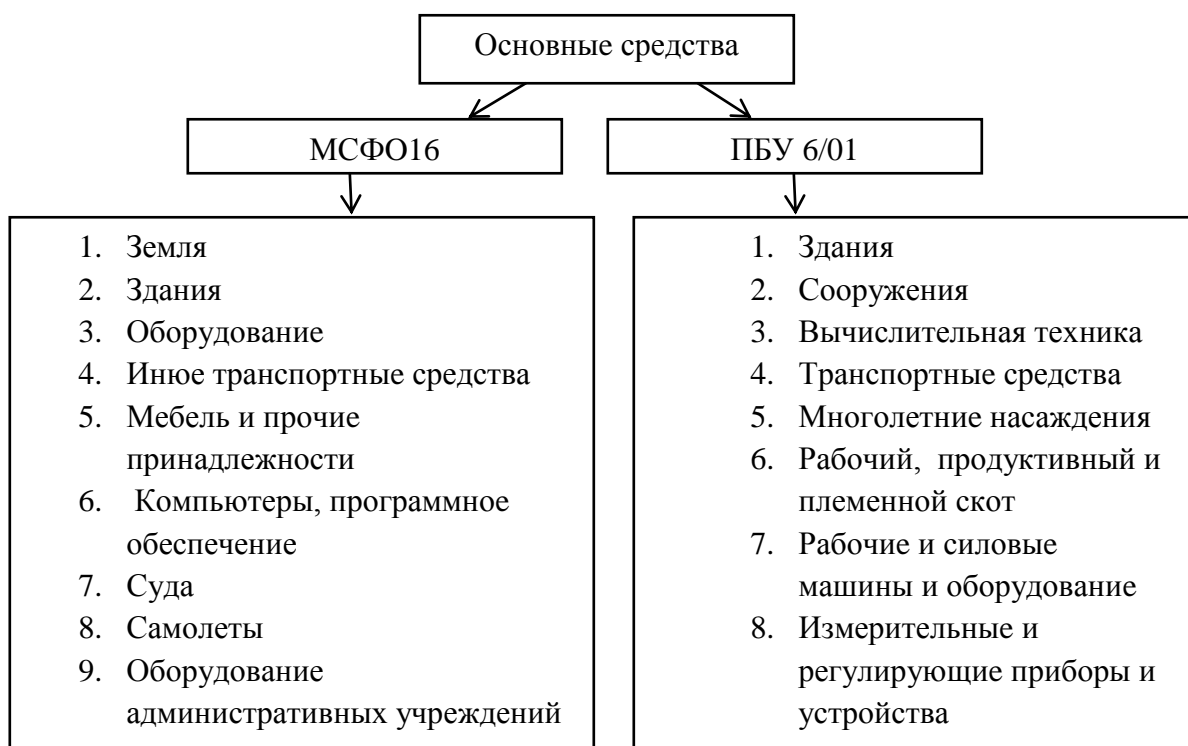 Основные средства
МСФО16
ПБУ 6/01
1. Земля
2. Здания
3. Оборудование
4. Инюе транспортные средства
5. Мебель и прочие
принадлежности
6. Компьютеры, программное
обеспечение
7. Суда
8. Самолеты
9. Оборудование
административных учреждений
1. Здания
2. Сооружения
3. Вычислительная техника
4. Транспортные средства
5. Многолетние насаждения
6. Рабочий, продуктивный и
племенной скот
7. Рабочие и силовые
машины и оборудование
8. Измерительные и
регулирующие приборы и
устройства